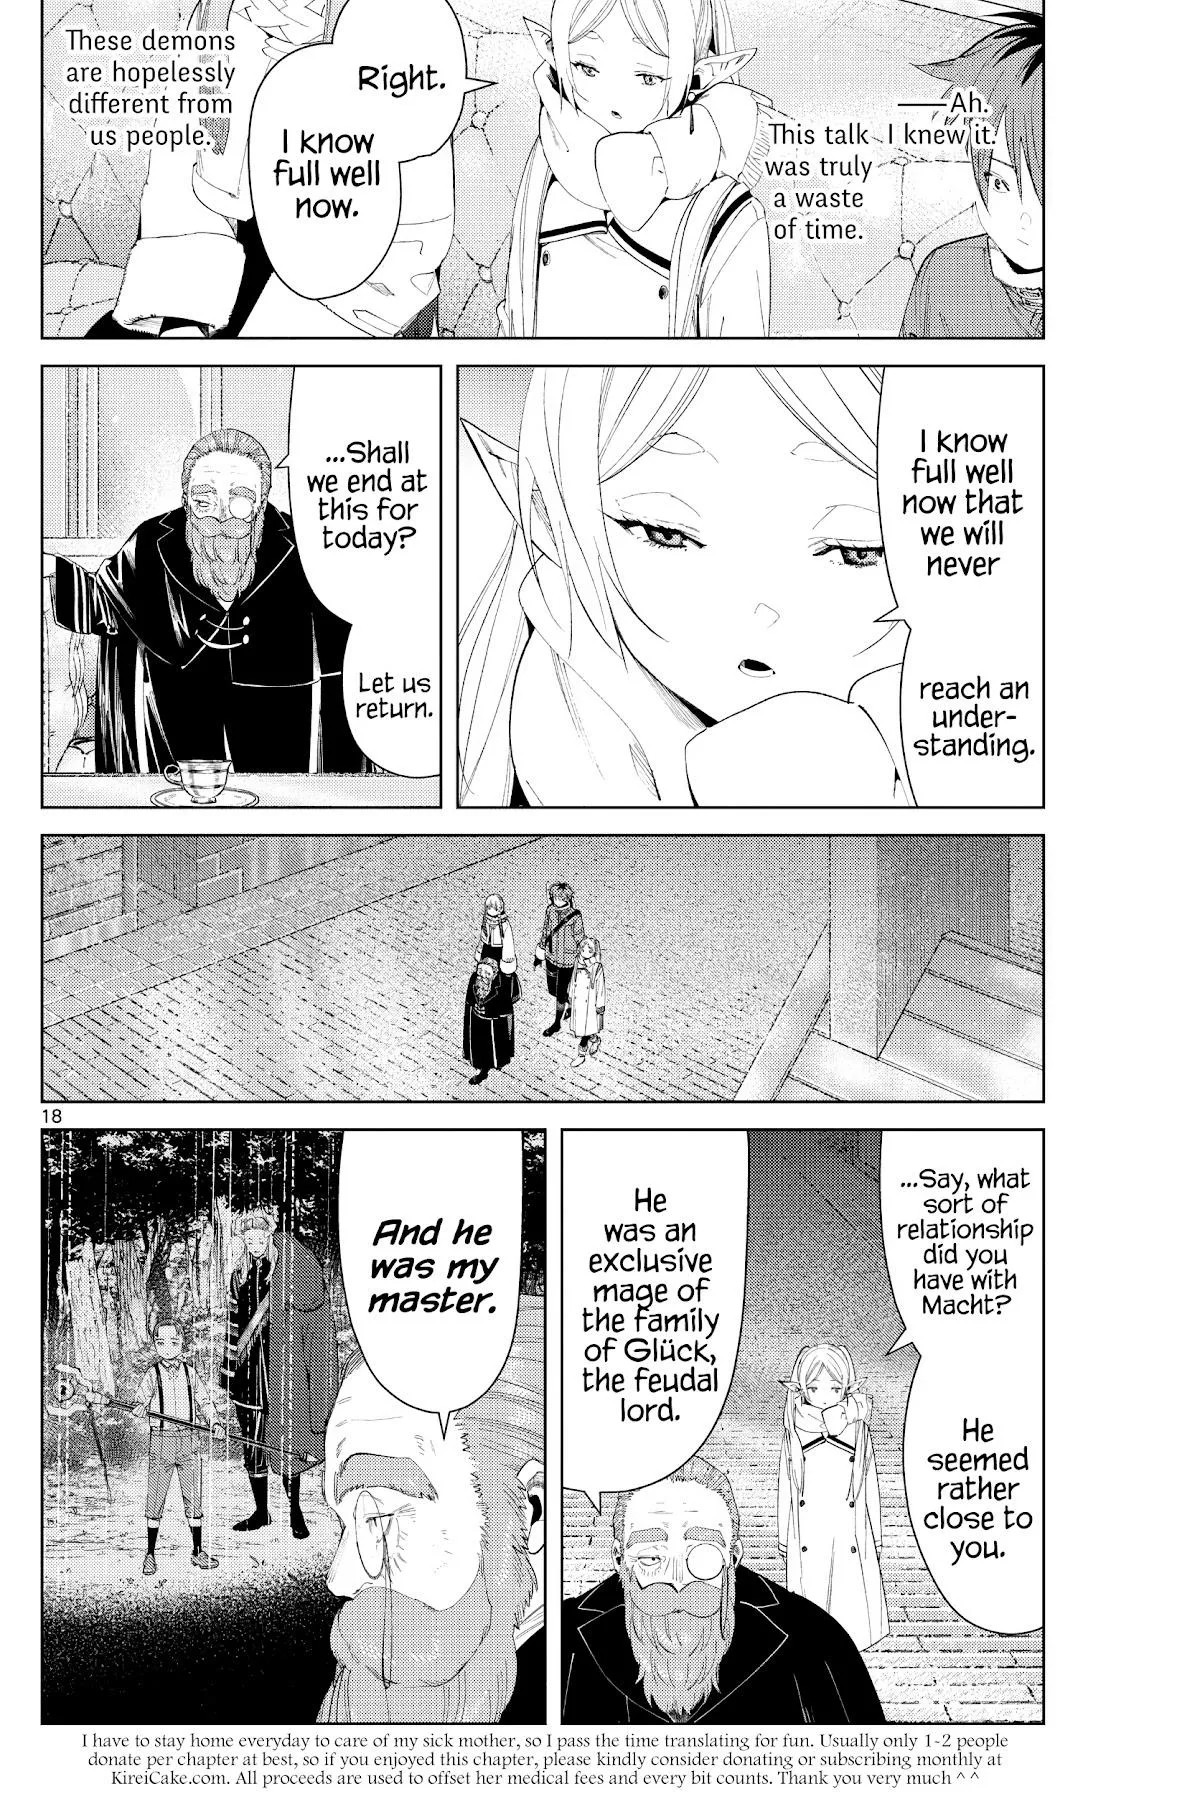 ——Ah.
I knew it.
This talk
was truly
a waste
of time.
Right.
I know
full well
now.
These demons
are hopelessly
different from
us people.
I know
full well
now that
we will
never
reach an
under-
standing.
...Shall
we end at
this for
today?
Let us
return.
18
...Say, what
sort of
relationship
did you
have with
Macht?
He
seemed
rather
close to
you.
He
was an
exclusive
mage of
the family
of Glück,
the feudal
lord.
And he
was my
master.
I have to stay home everyday to care of my sick mother, so I pass the time translating for fun. Usually only 1~2 people
donate per chapter at best, so if you enjoyed this chapter, please kindly consider donating or subscribing monthly at
KireiCake.com. All proceeds are used to offset her medical fees and every bit counts. Thank you very much ^ ^